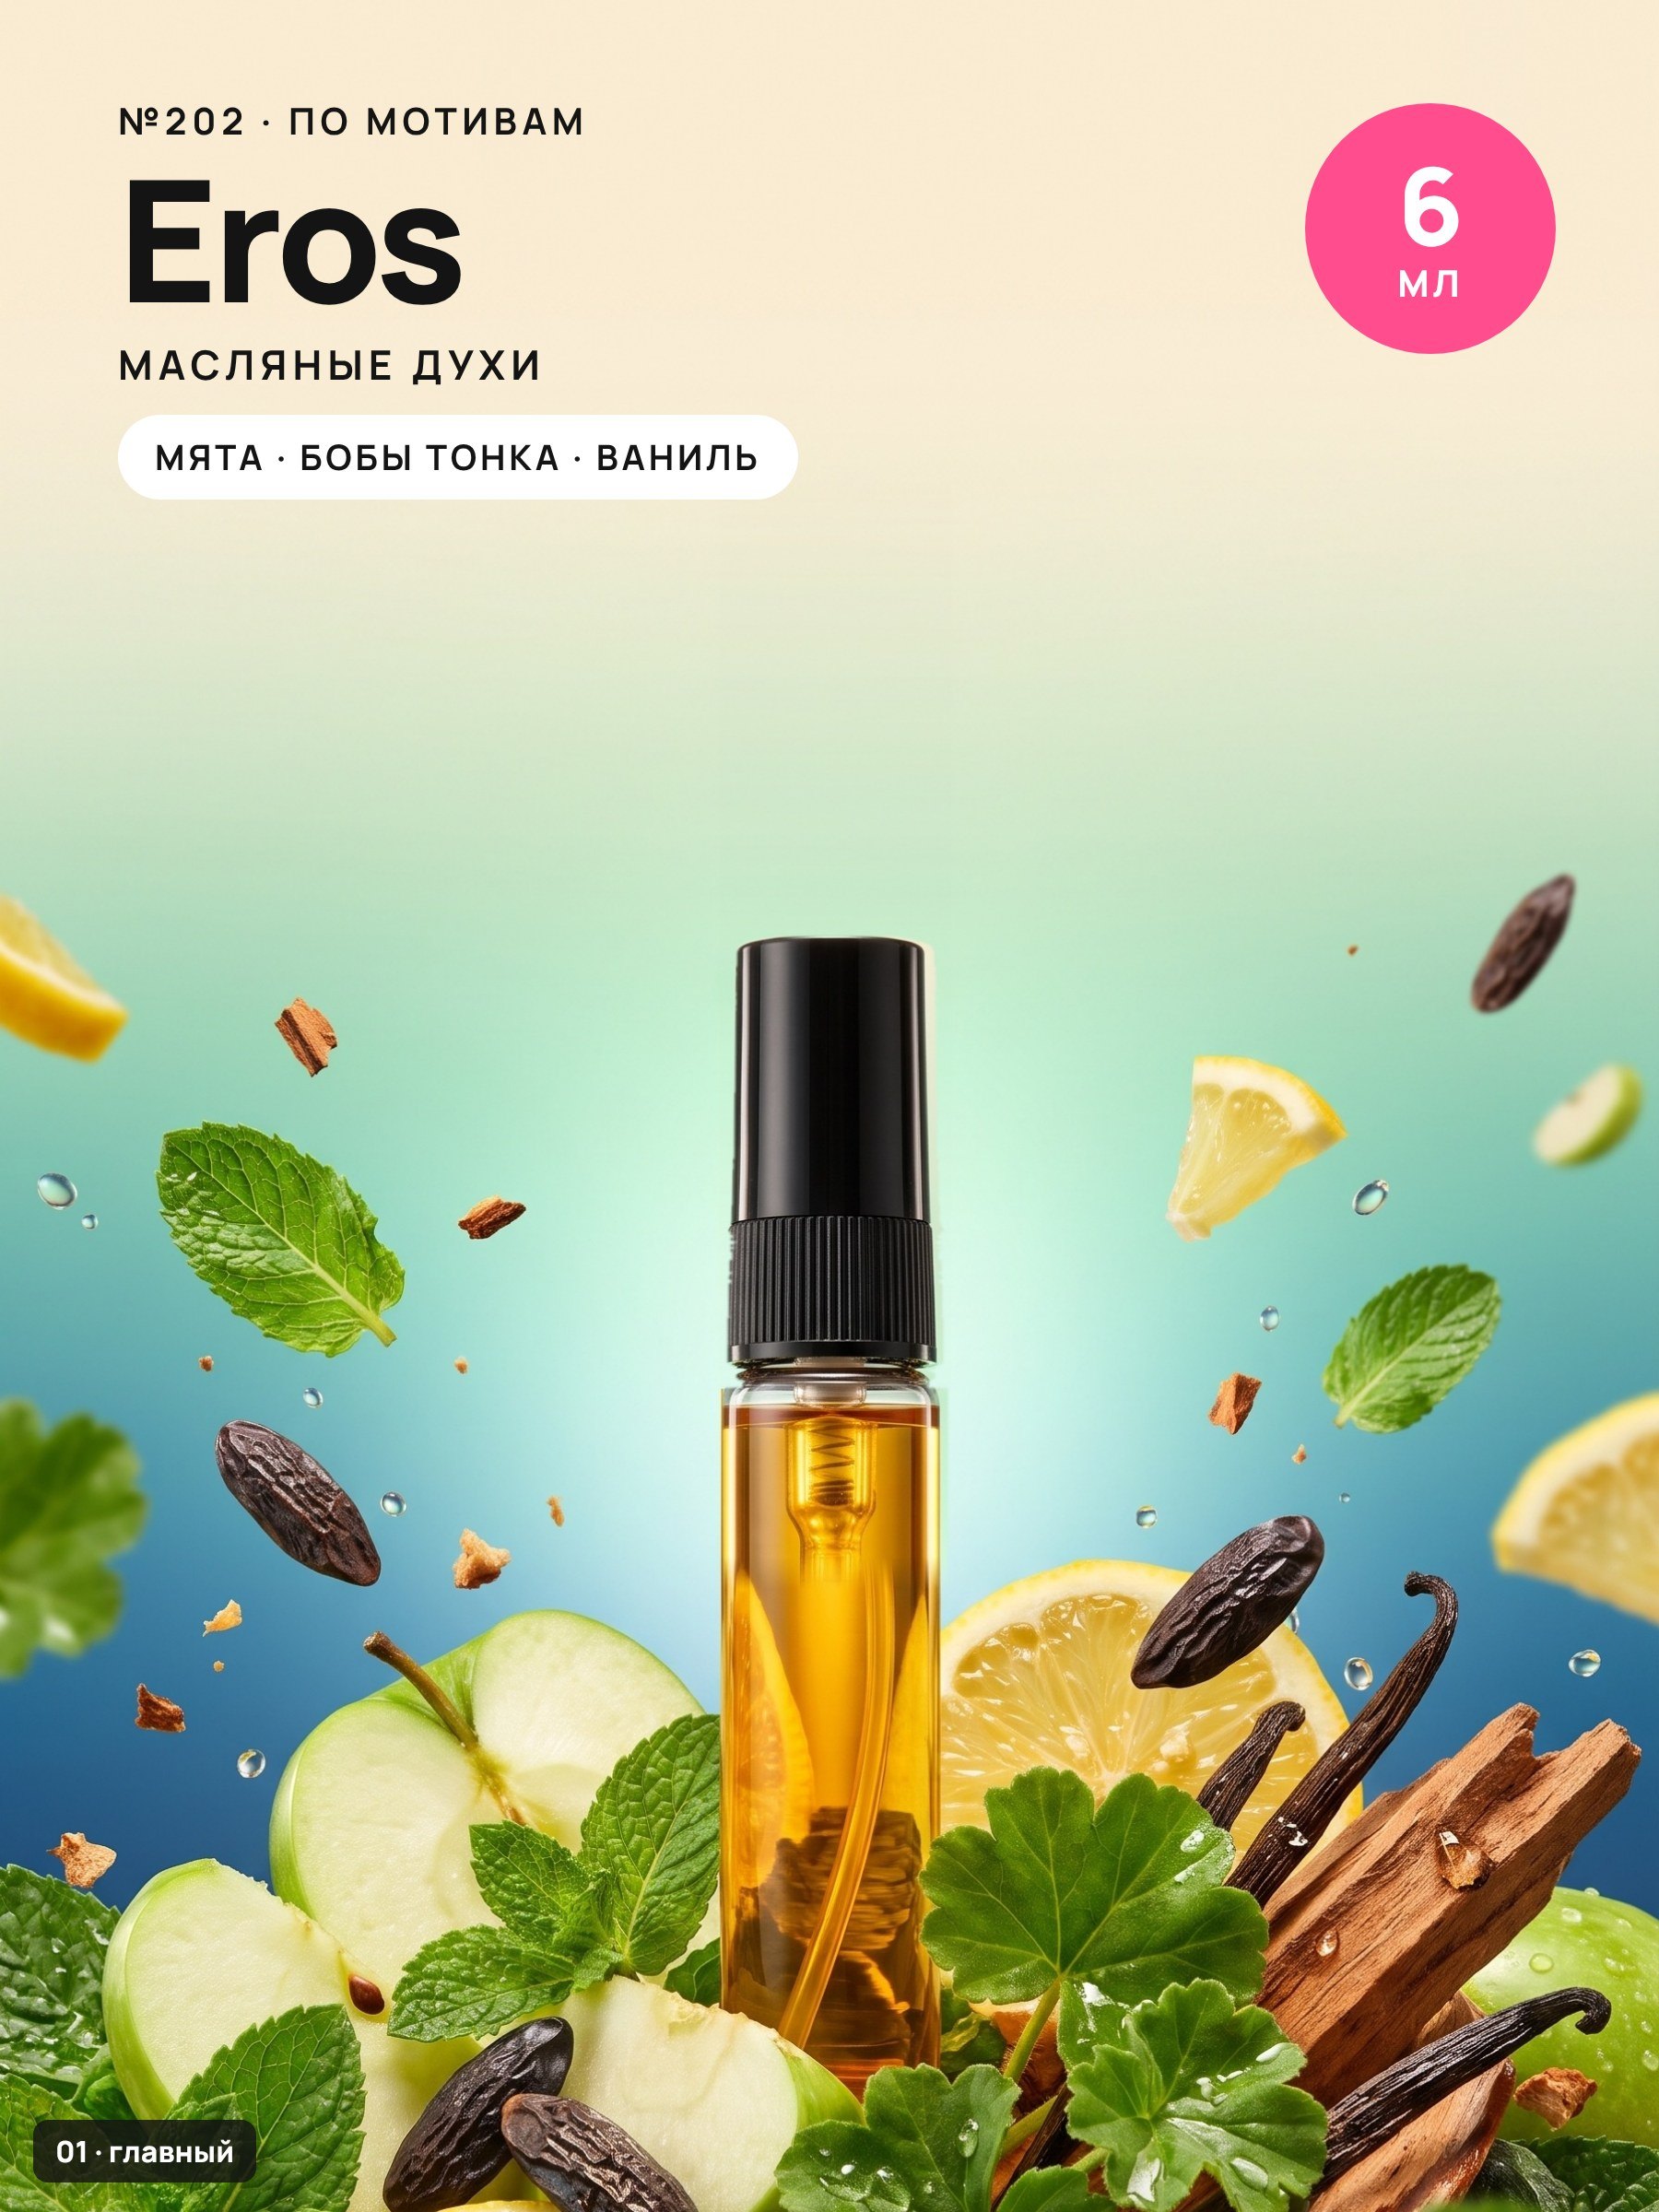 №202 · ПО МОТИВАМ
Eros
МАСЛЯНЫЕ ДУХИ
МЯТА · БОБЫ ТОНКА · ВАНИЛЬ
6
МЛ
01 · главный